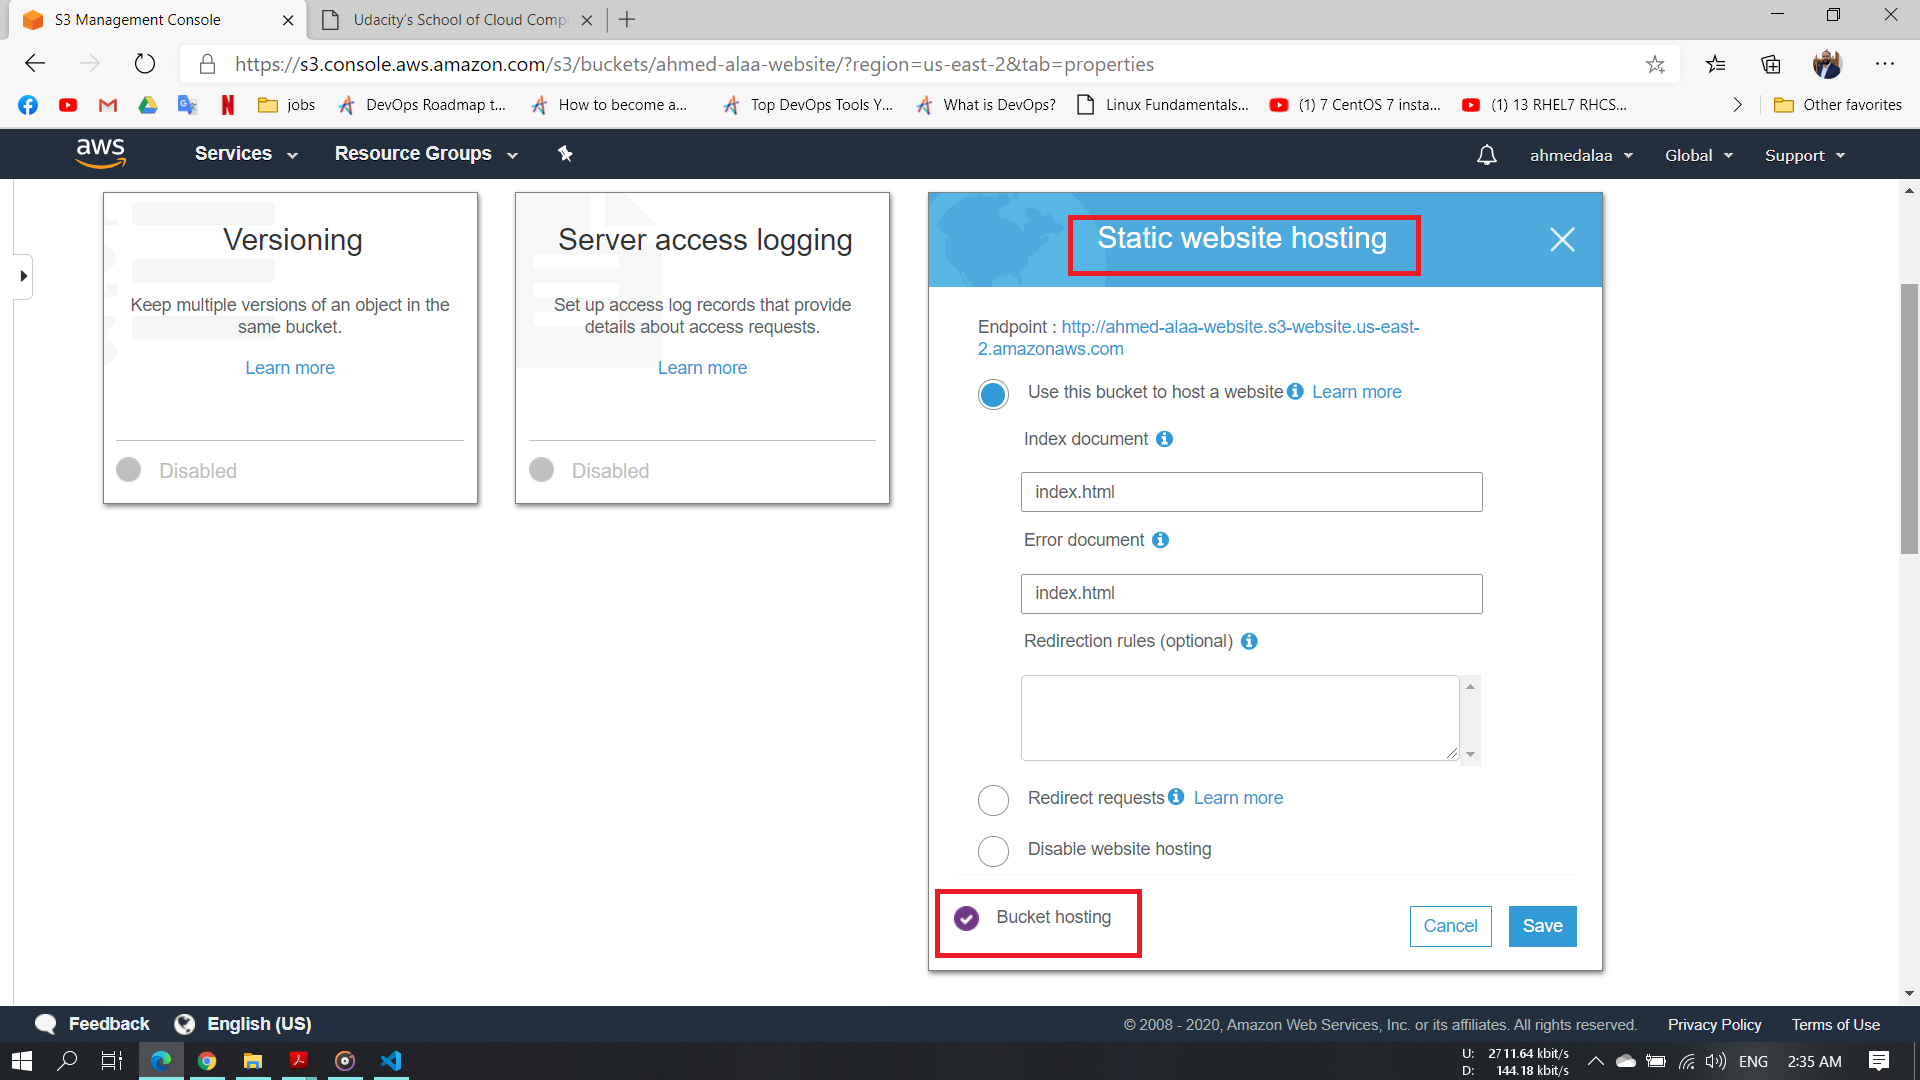 S3 Management Console
Udacity's School of Cloud Comp
https://s3.console.aws.amazon.com/s3/buckets/ahmed-alaa-website/?region=us-east-2&tab=properties
jobs
DevOps Roadmap t...
How to become a...
Top DevOps Tools Y...
What is DevOps?
Linux Fundamentals...
(1) 7 CentOS 7 insta...
(1) 13 RHEL7 RHCS...
Other favorites
aws
Services
Resource Groups
ahmedalaa
Global
Support
Versioning
Keep multiple versions of an object in the
same bucket.
Learn more
Disabled
Server access logging
Set up access log records that provide
details about access requests.
Learn more
Disabled
Static website hosting
Endpoint : http://ahmed-alaa-website.s3-website.us-east-
2.amazonaws.com
Use this bucket to host a website Learn more
Index document
index.html
Error document
index.html
Redirection rules (optional)
Redirect requests Learn more
Disable website hosting
Bucket hosting
Cancel
Save
Feedback
English (US)
© 2008 - 2020, Amazon Web Services, Inc. or its affiliates. All rights reserved.
Privacy Policy
Terms of Use
U: 2711.64 kbit/s
D: 144.18 kbit/s
ENG
2:35 AM